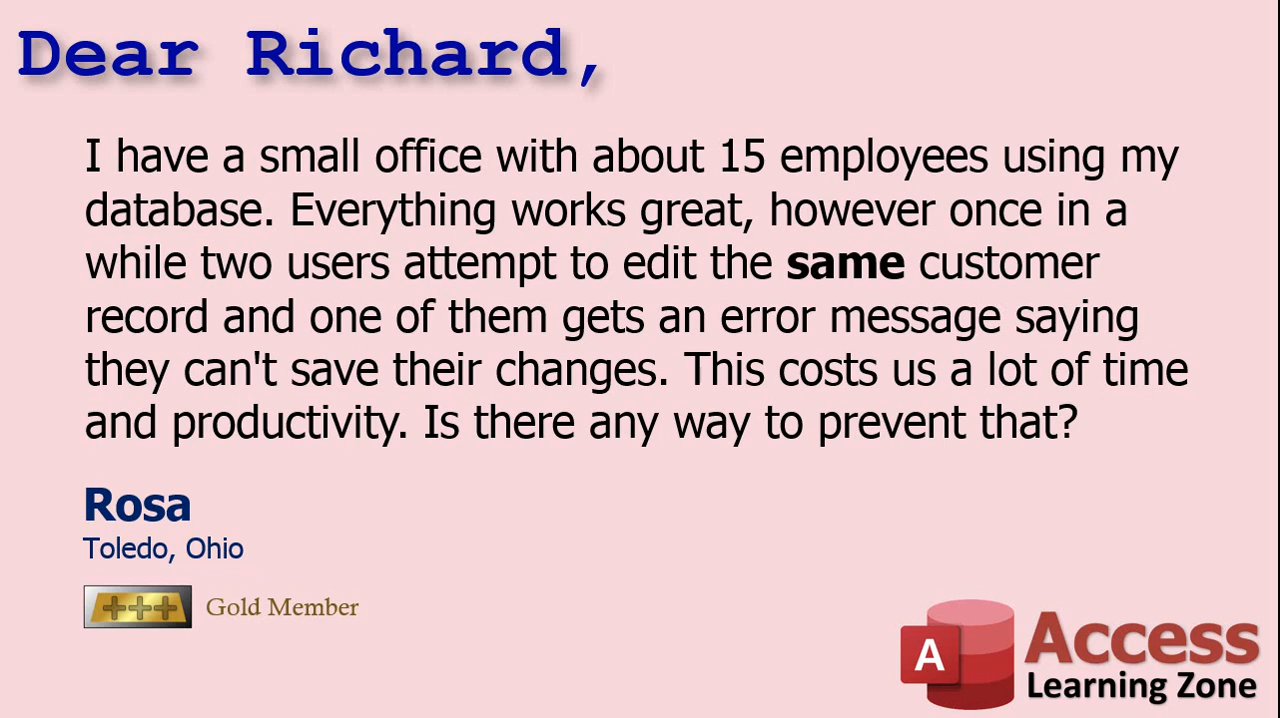 Dear Richard,
I have a small office with about 15 employees using my
database. Everything works great, however once in a
while two users attempt to edit the same customer
record and one of them gets an error message saying
they can't save their changes. This costs us a lot of time
and productivity. Is there any way to prevent that?
Rosa
Toledo, Ohio
+++ Gold Member
A Access
Learning Zone